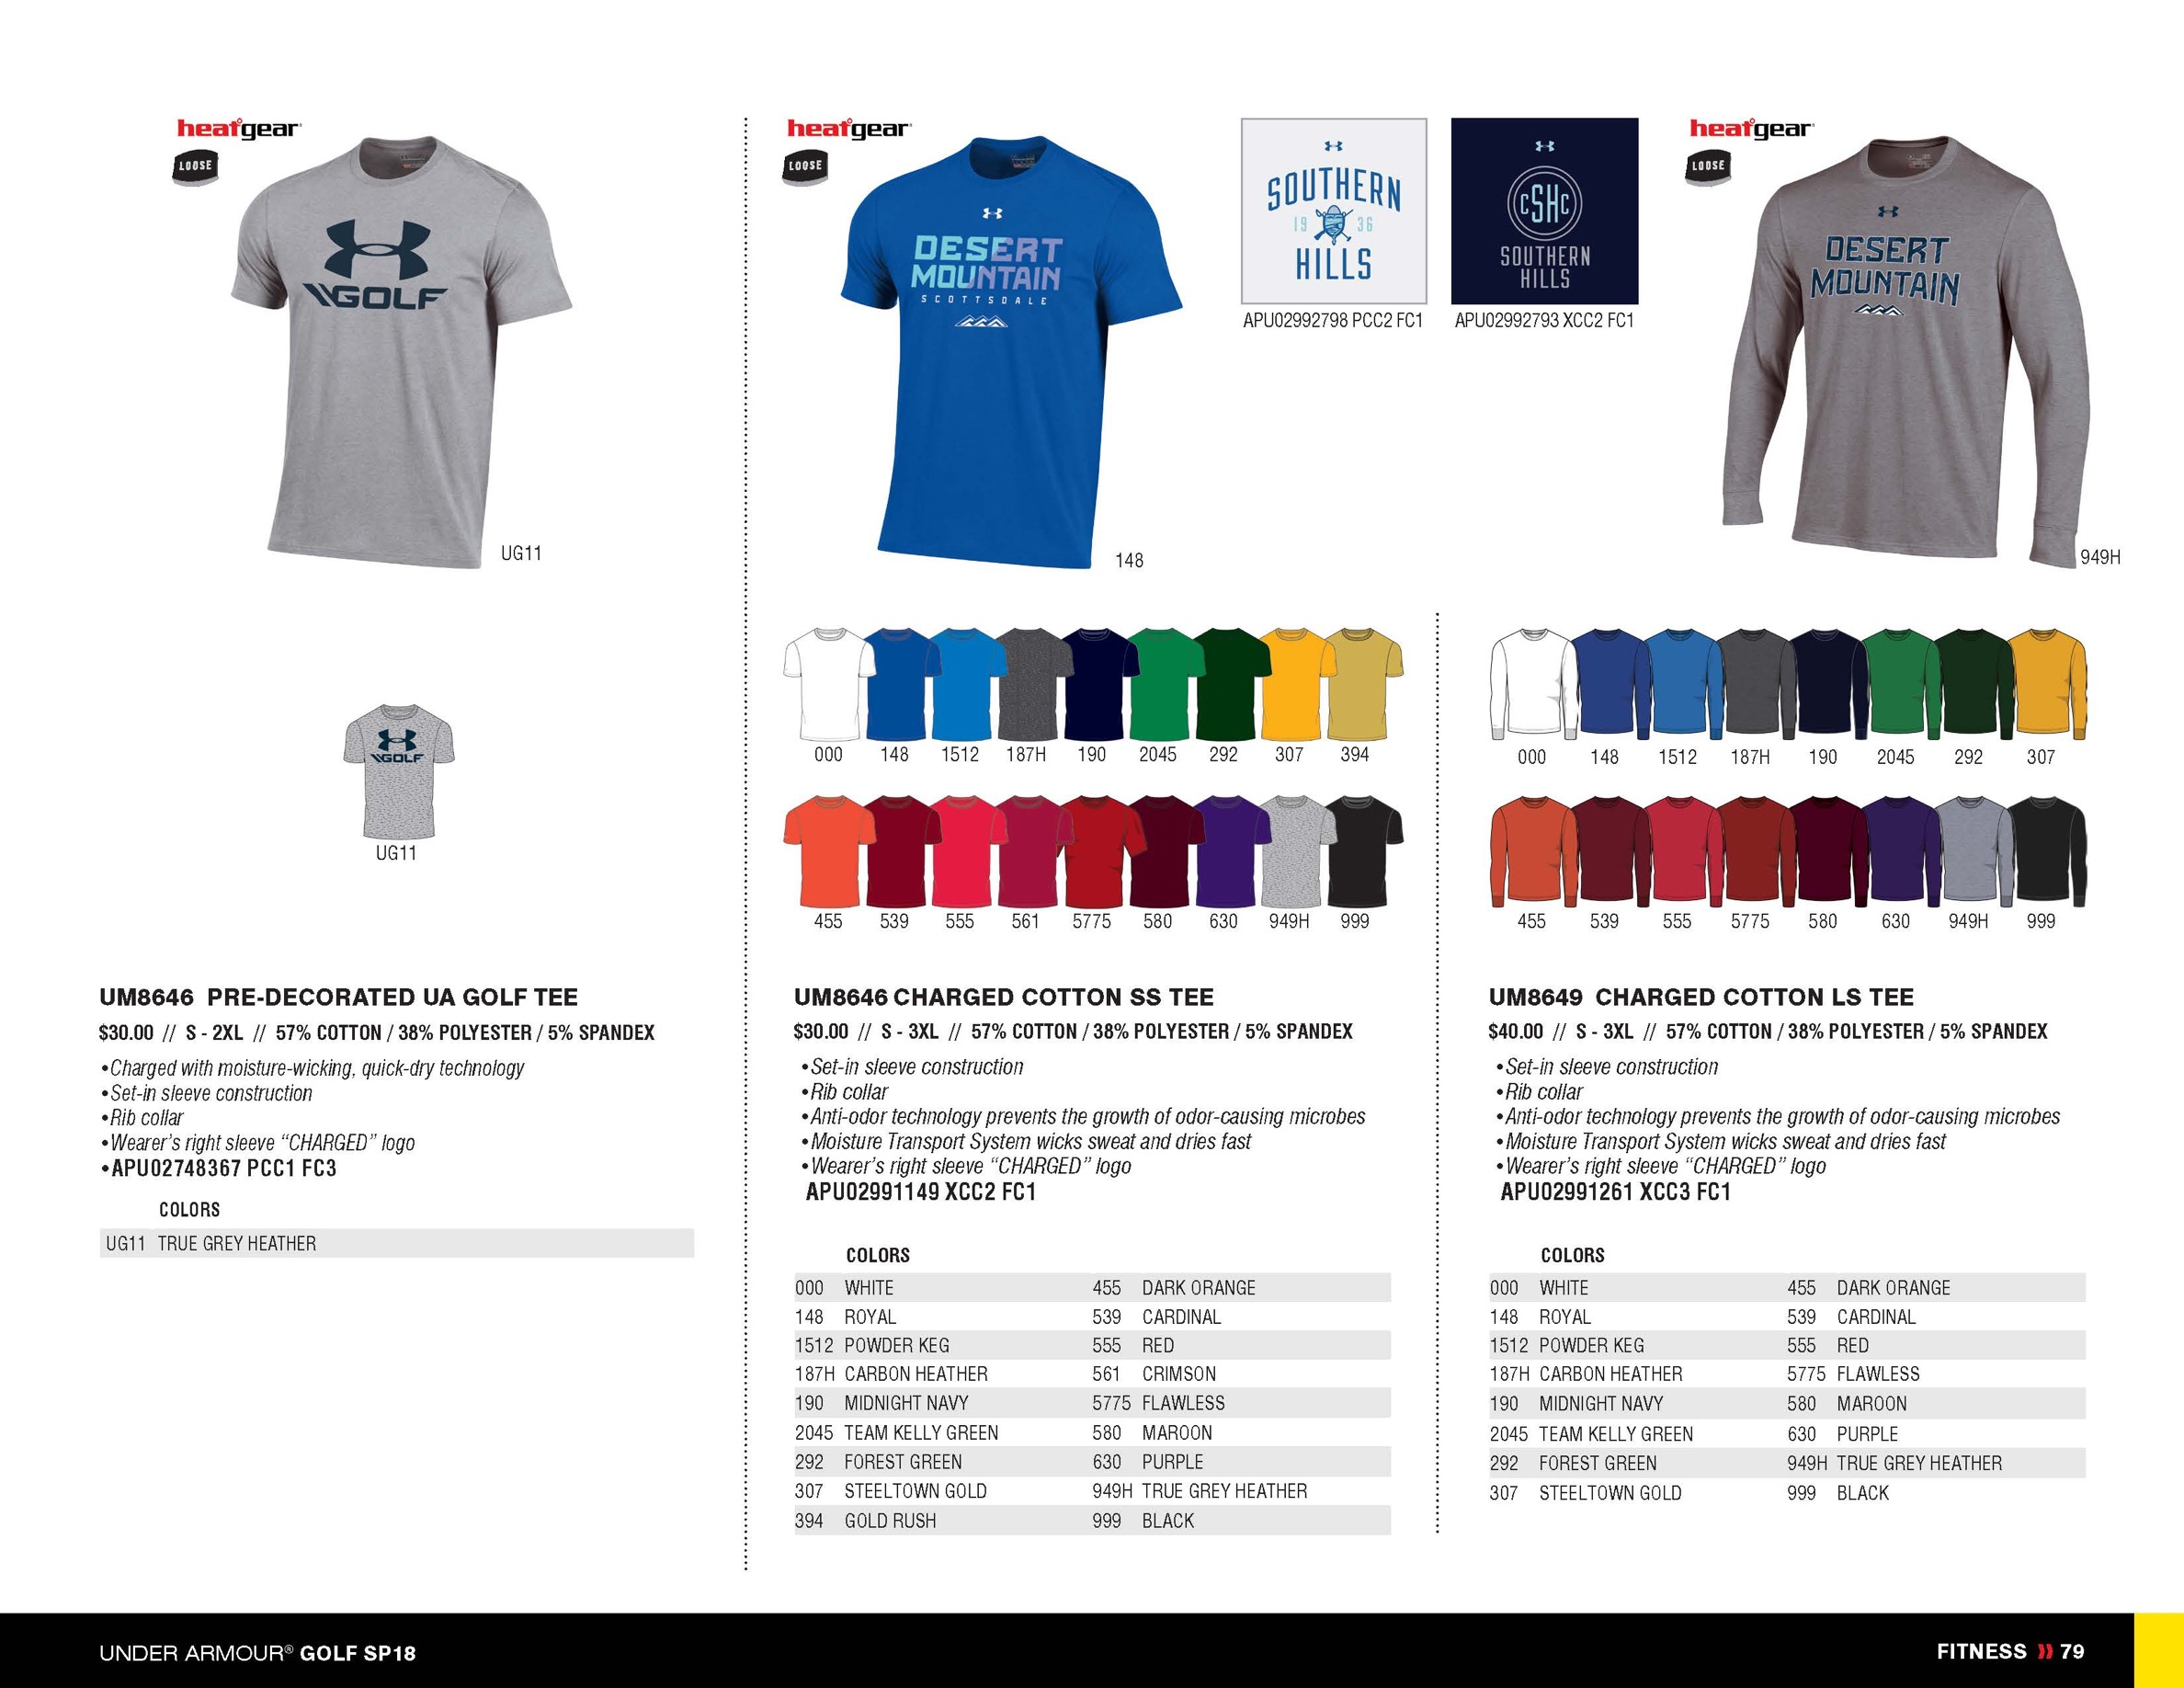 heatgear
LOOSE
GOLF
UG11
GOLF
UG11
UM8646 PRE-DECORATED UA GOLF TEE
$30.00 // S - 2XL // 57% COTTON / 38% POLYESTER / 5% SPANDEX
•Charged with moisture-wicking, quick-dry technology
•Set-in sleeve construction
•Rib collar
•Wearer’s right sleeve “CHARGED” logo
•APU02748367 PCC1 FC3
COLORS
UG11 TRUE GREY HEATHER
heatgear
LOOSE
DESERT
MOUNTAIN
SCOTTSDALE
148
SOUTHERN
19 36
HILLS
APU02992798 PCC2 FC1
CSHC
SOUTHERN
HILLS
APU02992793 XCC2 FC1
000 148 1512 187H 190 2045 292 307 394
455 539 555 561 5775 580 630 949H 999
UM8646 CHARGED COTTON SS TEE
$30.00 // S - 3XL // 57% COTTON / 38% POLYESTER / 5% SPANDEX
•Set-in sleeve construction
•Rib collar
•Anti-odor technology prevents the growth of odor-causing microbes
•Moisture Transport System wicks sweat and dries fast
•Wearer’s right sleeve “CHARGED” logo
APU02991149 XCC2 FC1
COLORS
000 WHITE 455 DARK ORANGE
148 ROYAL 539 CARDINAL
1512 POWDER KEG 555 RED
187H CARBON HEATHER 561 CRIMSON
190 MIDNIGHT NAVY 5775 FLAWLESS
2045 TEAM KELLY GREEN 580 MAROON
292 FOREST GREEN 630 PURPLE
307 STEELTOWN GOLD 949H TRUE GREY HEATHER
394 GOLD RUSH 999 BLACK
heatgear
LOOSE
DESERT
MOUNTAIN
949H
000 148 1512 187H 190 2045 292 307
455 539 555 5775 580 630 949H 999
UM8649 CHARGED COTTON LS TEE
$40.00 // S - 3XL // 57% COTTON / 38% POLYESTER / 5% SPANDEX
•Set-in sleeve construction
•Rib collar
•Anti-odor technology prevents the growth of odor-causing microbes
•Moisture Transport System wicks sweat and dries fast
•Wearer’s right sleeve “CHARGED” logo
APU02991261 XCC3 FC1
COLORS
000 WHITE 455 DARK ORANGE
148 ROYAL 539 CARDINAL
1512 POWDER KEG 555 RED
187H CARBON HEATHER 5775 FLAWLESS
190 MIDNIGHT NAVY 580 MAROON
2045 TEAM KELLY GREEN 630 PURPLE
292 FOREST GREEN 949H TRUE GREY HEATHER
307 STEELTOWN GOLD 999 BLACK
UNDER ARMOUR® GOLF SP18
FITNESS 79